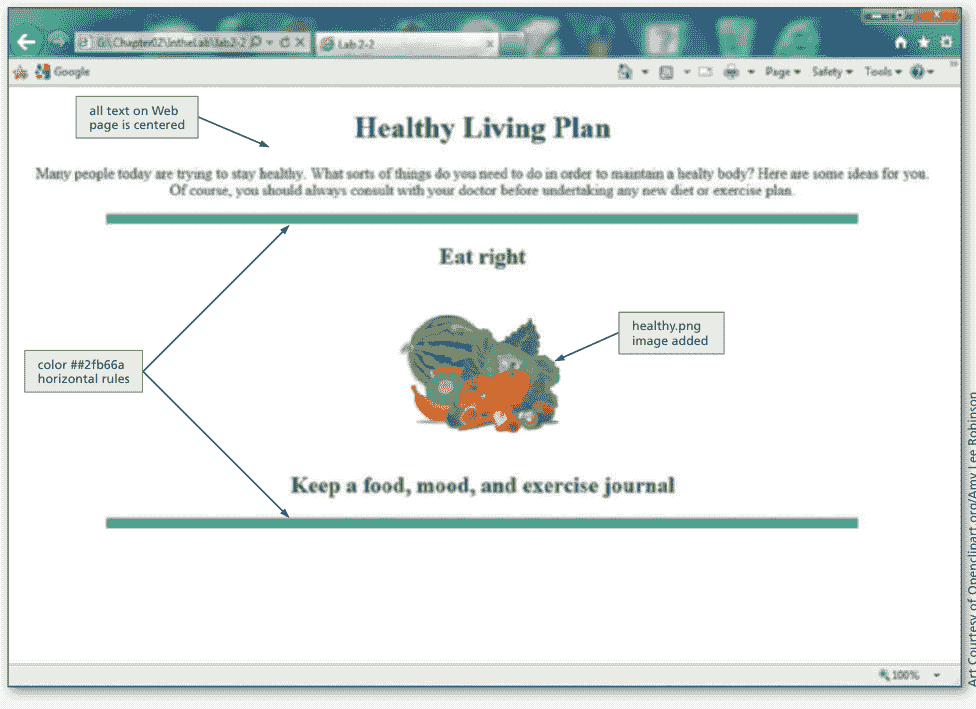 G:\Chapter02\IntheLab\lab2-2
Lab 2-2
Google
Page
Safety
Tools
all text on Web
page is centered
Healthy Living Plan
Many people today are trying to stay healthy. What sorts of things do you need to do in order to maintain a healty body? Here are some ideas for you.
Of course, you should always consult with your doctor before undertaking any new diet or exercise plan.
Eat right
healthy.png
image added
color ##2fb66a
horizontal rules
Keep a food, mood, and exercise journal
100%
Art Courtesy of Openclipart.org/Amy Lee Robinson